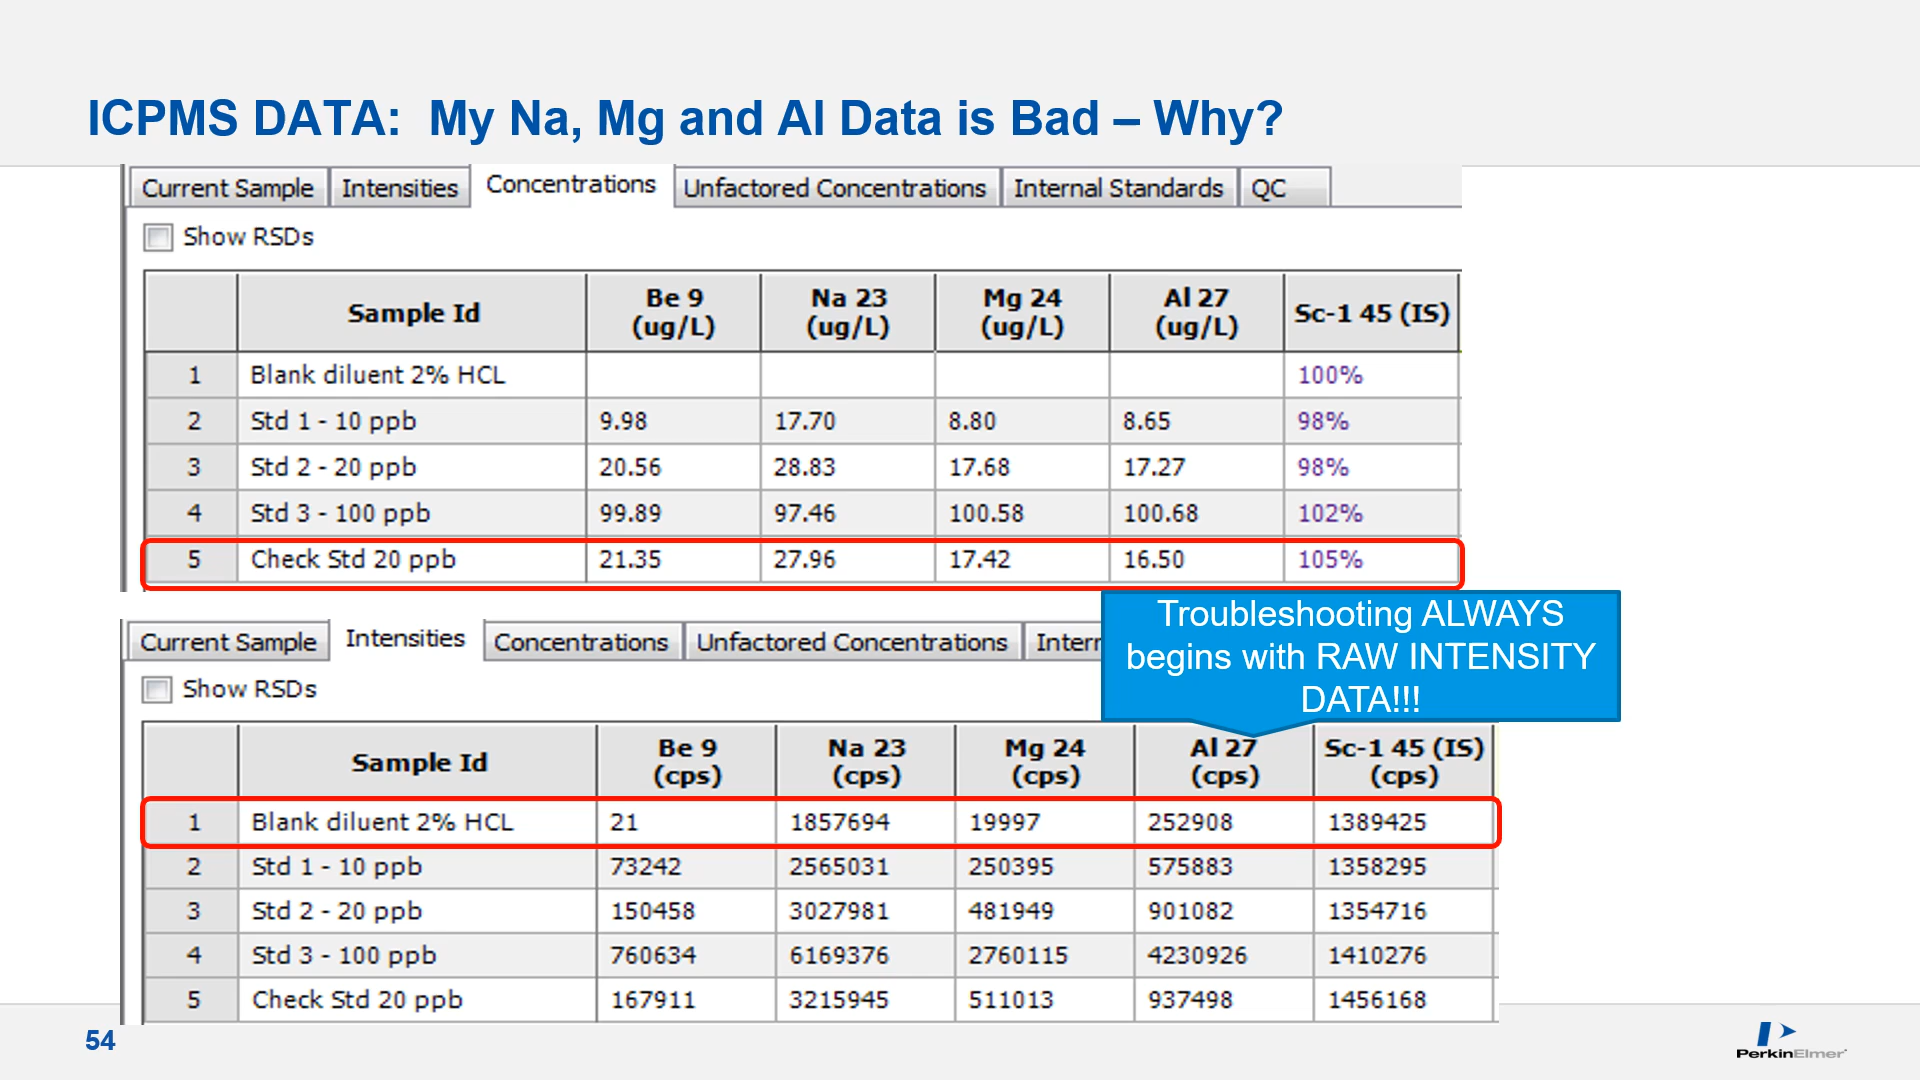 ICPMS DATA:  My Na, Mg and Al Data is Bad – Why?
Current Sample Intensities Concentrations Unfactored Concentrations Internal Standards QC
Show RSDs
Sample Id Be 9 (ug/L) Na 23 (ug/L) Mg 24 (ug/L) Al 27 (ug/L) Sc-1 45 (IS)
1 Blank diluent 2% HCL 100%
2 Std 1 - 10 ppb 9.98 17.70 8.80 8.65 98%
3 Std 2 - 20 ppb 20.56 28.83 17.68 17.27 98%
4 Std 3 - 100 ppb 99.89 97.46 100.58 100.68 102%
5 Check Std 20 ppb 21.35 27.96 17.42 16.50 105%
Troubleshooting ALWAYS
begins with RAW INTENSITY
DATA!!!
Current Sample Intensities Concentrations Unfactored Concentrations Intern
Show RSDs
Sample Id Be 9 (cps) Na 23 (cps) Mg 24 (cps) Al 27 (cps) Sc-1 45 (IS) (cps)
1 Blank diluent 2% HCL 21 1857694 19997 252908 1389425
2 Std 1 - 10 ppb 73242 2565031 250395 575883 1358295
3 Std 2 - 20 ppb 150458 3027981 481949 901082 1354716
4 Std 3 - 100 ppb 760634 6169376 2760115 4230926 1410276
5 Check Std 20 ppb 167911 3215945 511013 937498 1456168
54
PerkinElmer